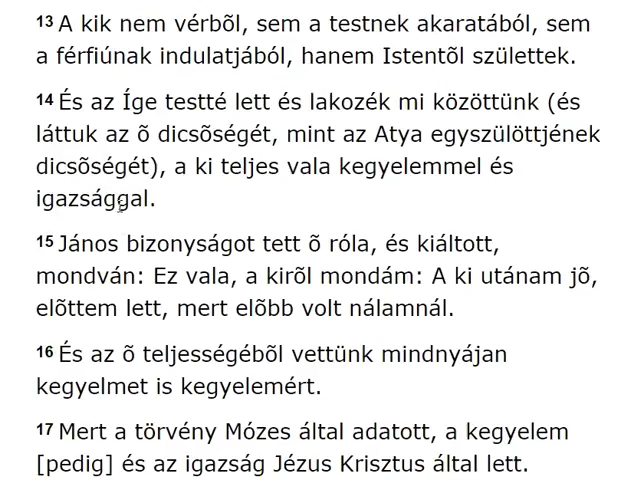 13 A kik nem vérbõl, sem a testnek akaratából, sem
a férfiúnak indulatjából, hanem Istentõl születtek.
14 És az Íge testté lett és lakozék mi közöttünk (és
láttuk az õ dicsõségét, mint az Atya egyszülöttjének
dicsõségét), a ki teljes vala kegyelemmel és
igazsággal.
15 János bizonyságot tett õ róla, és kiáltott,
mondván: Ez vala, a kirõl mondám: A ki utánam jõ,
elõttem lett, mert elõbb volt nálamnál.
16 És az õ teljességébõl vettünk mindnyájan
kegyelmet is kegyelemért.
17 Mert a törvény Mózes által adatott, a kegyelem
[pedig] és az igazság Jézus Krisztus által lett.